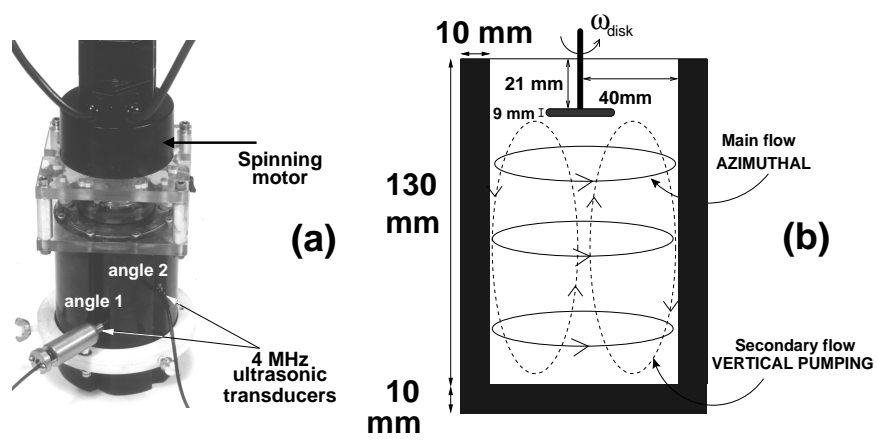 Spinning
motor
(a)
angle 2
angle 1
4 MHz
ultrasonic
transducers
10 mm
ωdisk
21 mm
40mm
9 mm
Main flow
AZIMUTHAL
130
mm
(b)
Secondary flow
VERTICAL PUMPING
10
mm